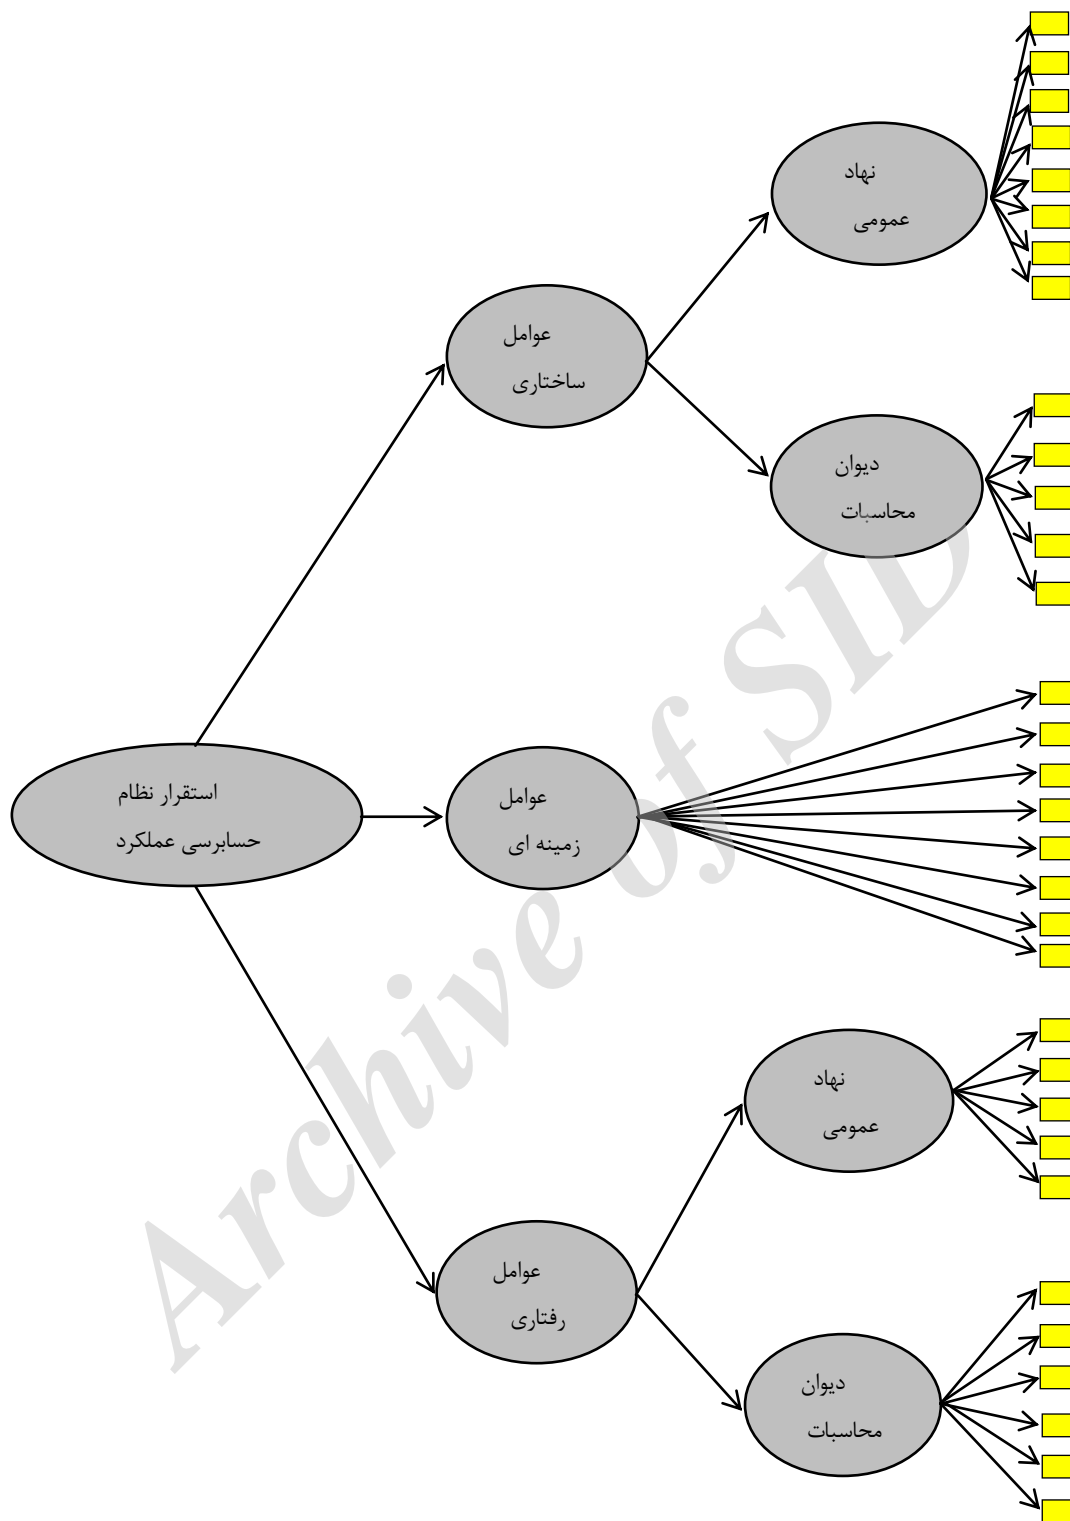 نهاد
عمومی
عوامل
ساختاری
دیوان
محاسبات
استقرار نظام
حسابرسی عملکرد
عوامل
زمینه ای
نهاد
عمومی
عوامل
رفتاری
دیوان
محاسبات
Archive of SID